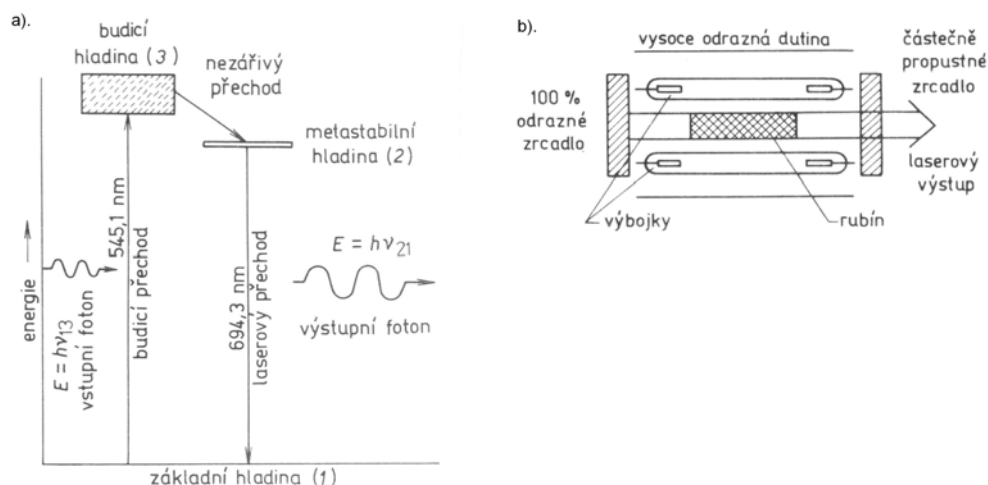 a).
budicí
hladina (3)
nezářivý
přechod
metastabilní
hladina (2)
energie
E = hν13
vstupní foton
545,1 nm
budicí přechod
694,3 nm
laserový přechod
E = hν21
výstupní foton
základní hladina (1)
b).
vysoce odrazná dutina
částečně
propustné
zrcadlo
100 %
odrazné
zrcadlo
laserový
výstup
výbojky
rubín